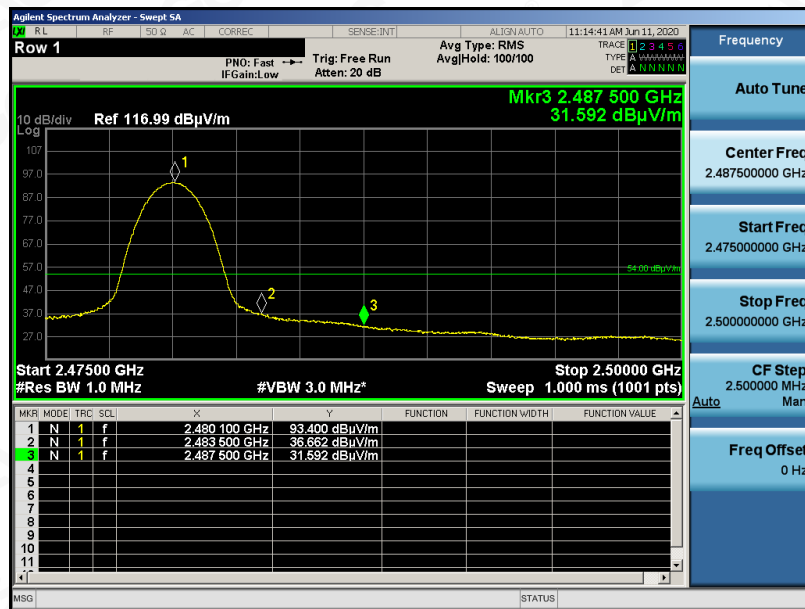 Agilent Spectrum Analyzer - Swept SA
LXI RL RF 50 Ω AC CORREC SENSE:INT ALIGN AUTO 11:14:41 AM Jun 11, 2020
Row 1
PNO: Fast
IFGain:Low
Trig: Free Run
Atten: 20 dB
Avg Type: RMS
Avg|Hold: 100/100
TRACE 1 2 3 4 5 6
TYPE A WWWWW
DET A N N N N N
Mkr3 2.487 500 GHz
31.592 dBµV/m
10 dB/div Ref 116.99 dBµV/m
Log
107
97.0
87.0
77.0
67.0
57.0
47.0
37.0
27.0
1
2
3
54.00 dBµV/m
Start 2.47500 GHz Stop 2.50000 GHz
#Res BW 1.0 MHz #VBW 3.0 MHz* Sweep 1.000 ms (1001 pts)
MKR MODE TRC SCL X Y FUNCTION FUNCTION WIDTH FUNCTION VALUE
1 N 1 f 2.480 100 GHz 93.400 dBµV/m
2 N 1 f 2.483 500 GHz 36.662 dBµV/m
3 N 1 f 2.487 500 GHz 31.592 dBµV/m
4
5
6
7
8
9
10
11
MSG STATUS
Frequency
Auto Tune
Center Freq
2.487500000 GHz
Start Freq
2.475000000 GHz
Stop Freq
2.500000000 GHz
CF Step
2.500000 MHz
Auto Man
Freq Offset
0 Hz